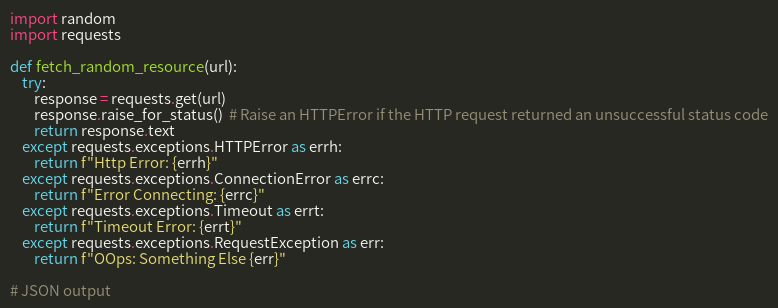 import random
import requests

def fetch_random_resource(url):
    try:
        response = requests.get(url)
        response.raise_for_status()  # Raise an HTTPError if the HTTP request returned an unsuccessful status code
        return response.text
    except requests.exceptions.HTTPError as errh:
        return f"Http Error: {errh}"
    except requests.exceptions.ConnectionError as errc:
        return f"Error Connecting: {errc}"
    except requests.exceptions.Timeout as errt:
        return f"Timeout Error: {errt}"
    except requests.exceptions.RequestException as err:
        return f"OOps: Something Else {err}"

# JSON output